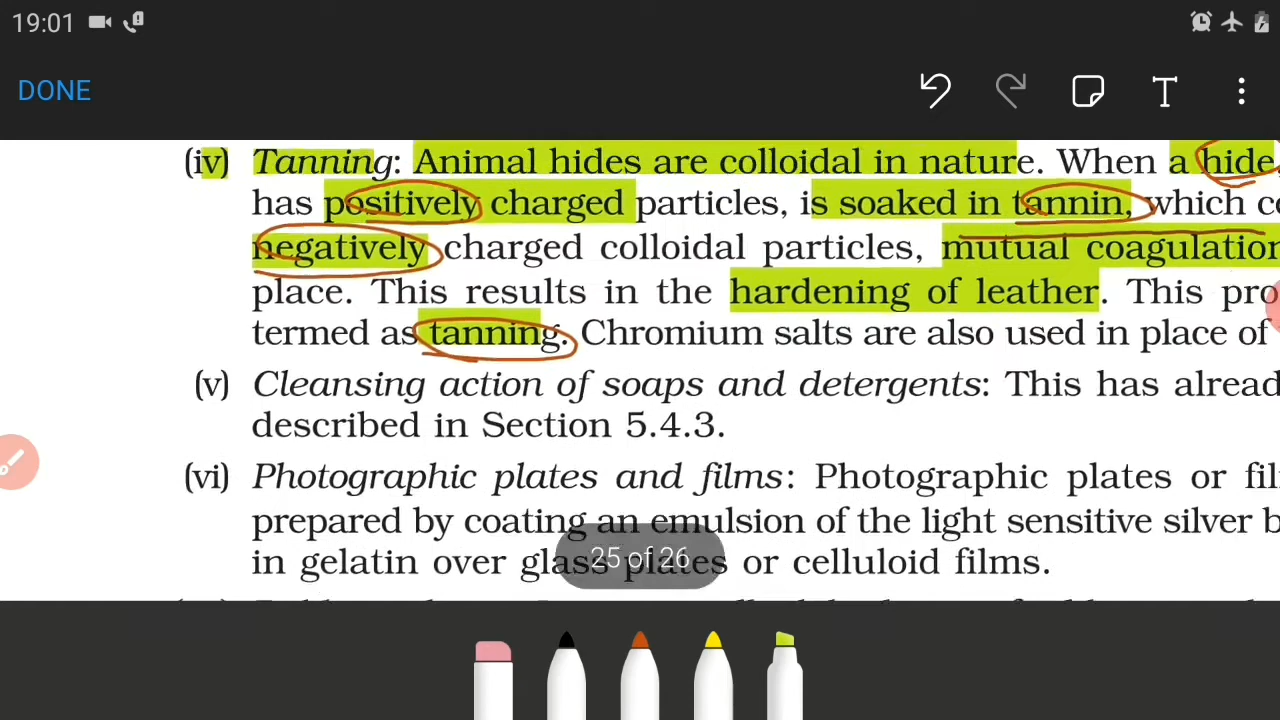 19:01
DONE
T
(iv) Tanning: Animal hides are colloidal in nature. When a hide,
has positively charged particles, is soaked in tannin, which
negatively charged colloidal particles, mutual coagulation
place. This results in the hardening of leather. This
termed as tanning. Chromium salts are also used in place of
(v) Cleansing action of soaps and detergents: This has
described in Section 5.4.3.
(vi) Photographic plates and films: Photographic plates or
prepared by coating an emulsion of the light sensitive silver
in gelatin over glass plates or celluloid films.
25 of 26